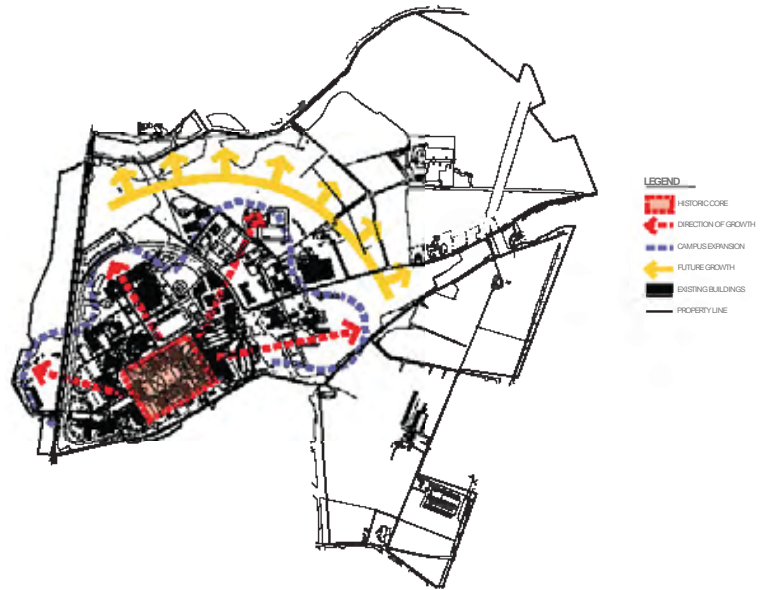 LEGEND
HISTORIC CORE
DIRECTION OF GROWTH
CAMPUS EXPANSION
FUTURE GROWTH
EXISTING BUILDINGS
PROPERTY LINE